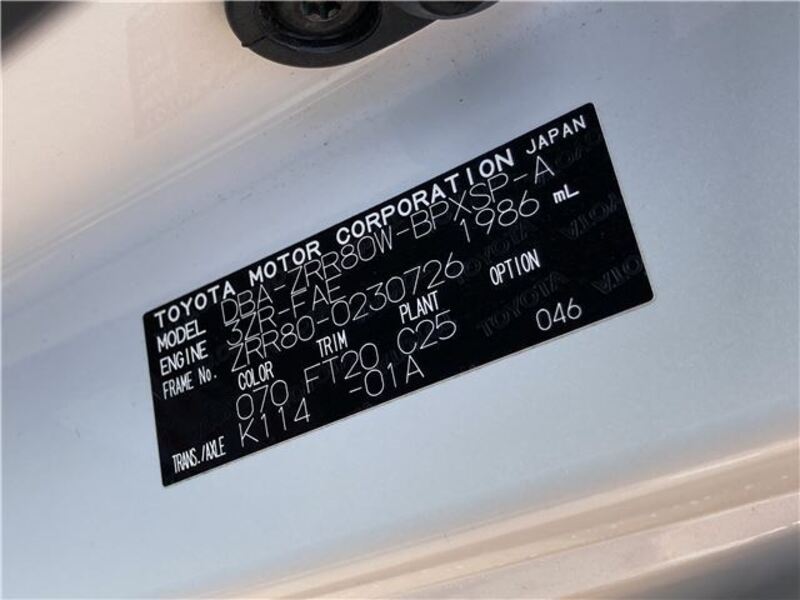 TOYOTA MOTOR CORPORATION JAPAN
MODEL DBA-ZRR80W-BPXSP-A
ENGINE 3ZR-FAE 1986 mL
FRAME No. ZRR80-0230726
COLOR TRIM PLANT OPTION
070 FT20 C25 046
TRANS./AXLE K114 -01A